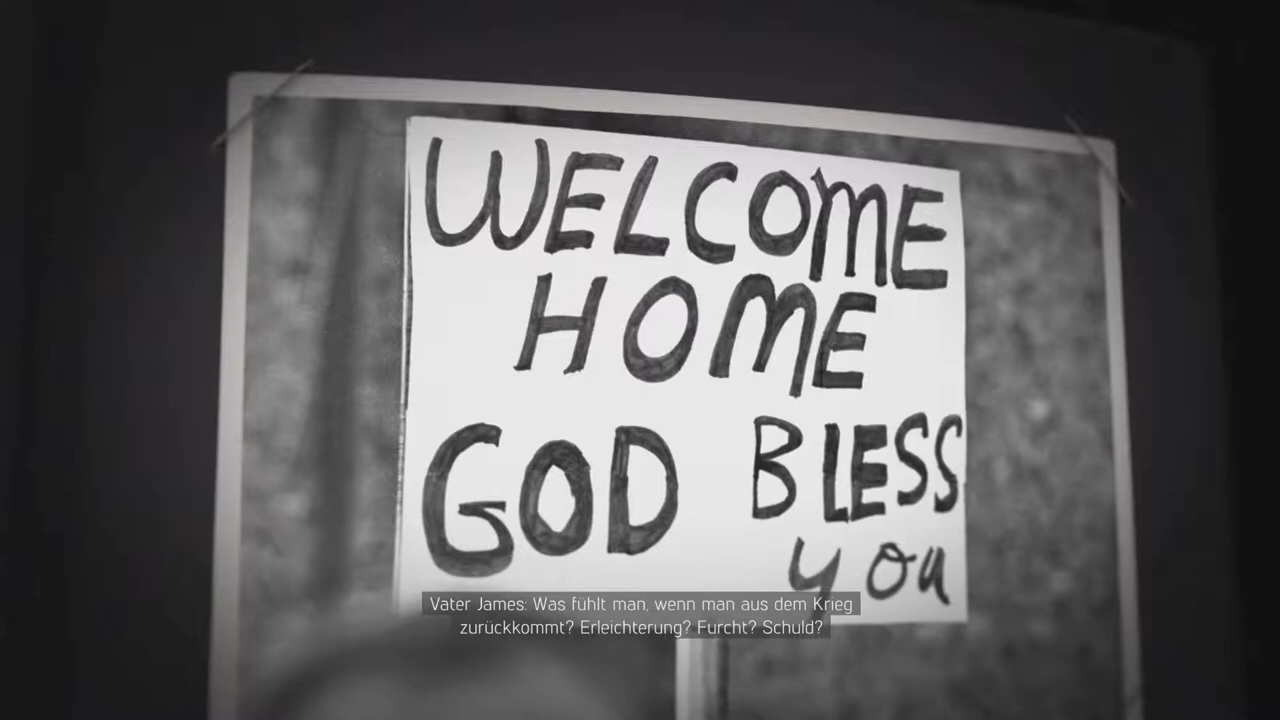 WELCOME
HOME
GOD BLESS
you
Vater James: Was fühlt man, wenn man aus dem Krieg
zurückkommt? Erleichterung? Furcht? Schuld?